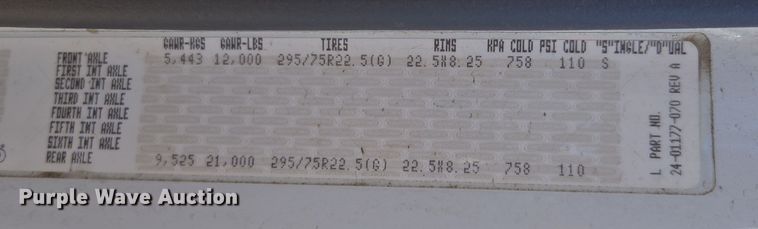 GAWR-KGS GAWR-LBS TIRES RIMS KPA COLD PSI COLD "S"INGLE/"D"UAL
FRONT AXLE 5,443 12,000 295/75R22.5(G) 22.5X8.25 758 110 S
FIRST INT AXLE
SECOND INT AXLE
THIRD INT AXLE
FOURTH INT AXLE
FIFTH INT AXLE
SIXTH INT AXLE
REAR AXLE 9,525 21,000 295/75R22.5(G) 22.5X8.25 758 110
L PART NO.
24-01177-070 REV A
Purple Wave Auction